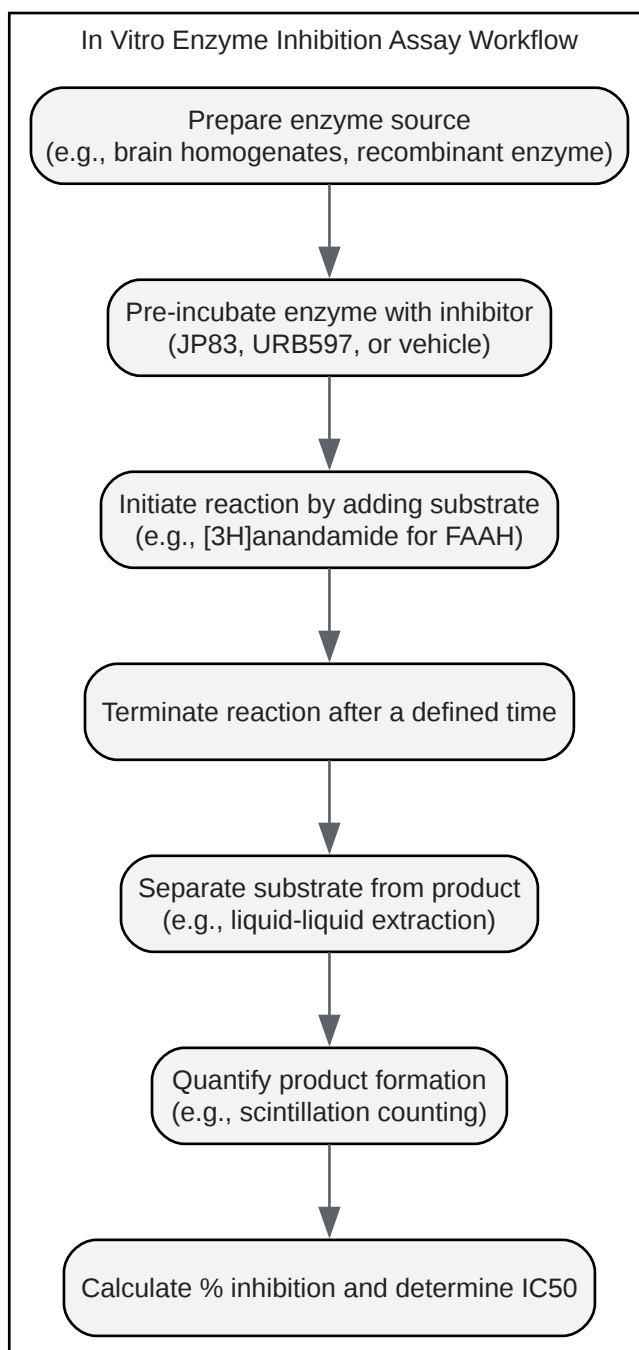 In Vitro Enzyme Inhibition Assay Workflow
Prepare enzyme source
(e.g., brain homogenates, recombinant enzyme)
Pre-incubate enzyme with inhibitor
(JP83, URB597, or vehicle)
Initiate reaction by adding substrate
(e.g., [3H]anandamide for FAAH)
Terminate reaction after a defined time
Separate substrate from product
(e.g., liquid-liquid extraction)
Quantify product formation
(e.g., scintillation counting)
Calculate % inhibition and determine IC50